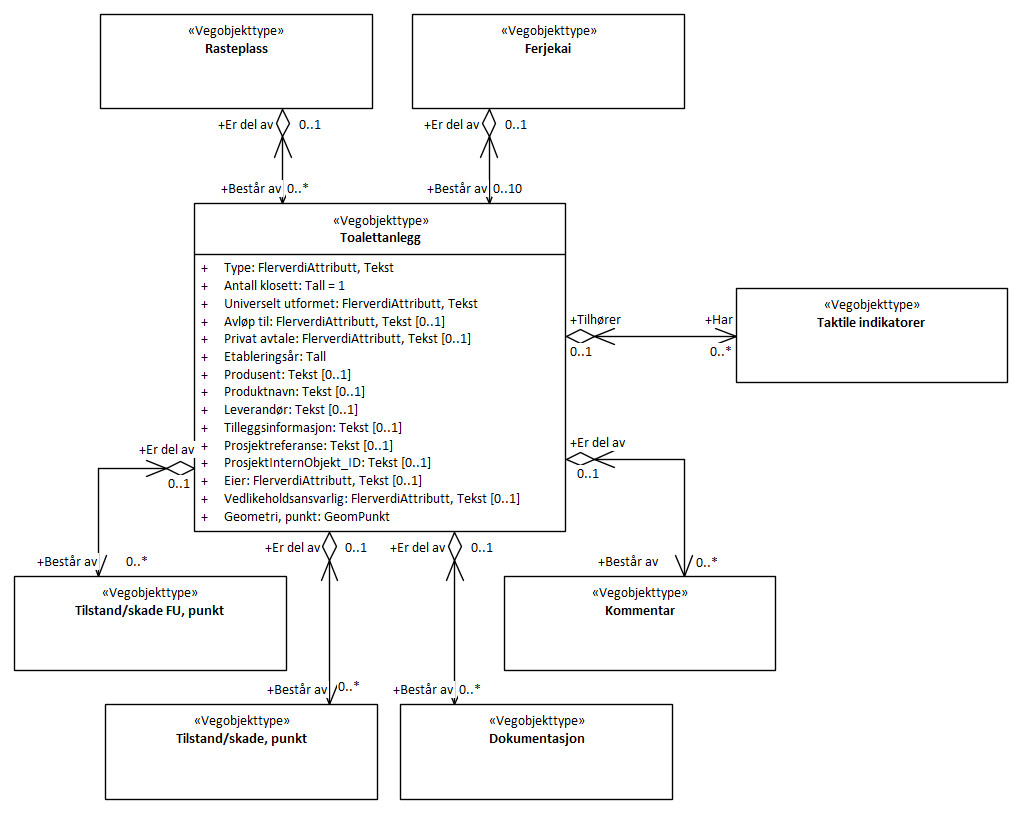 «Vegobjekttype»
Rasteplass
«Vegobjekttype»
Ferjekai
+Er del av 0..1
+Er del av 0..1
+Består av 0..*
+Består av 0..10
«Vegobjekttype»
Toalettanlegg
+ Type: FlerverdiAttributt, Tekst
+ Antall klosett: Tall = 1
+ Universelt utformet: FlerverdiAttributt, Tekst
+ Avløp til: FlerverdiAttributt, Tekst [0..1]
+ Privat avtale: FlerverdiAttributt, Tekst [0..1]
+ Etableringsår: Tall
+ Produsent: Tekst [0..1]
+ Produktnavn: Tekst [0..1]
+ Leverandør: Tekst [0..1]
+ Tilleggsinformasjon: Tekst [0..1]
+ Prosjektreferanse: Tekst [0..1]
+ ProsjektInternObjekt_ID: Tekst [0..1]
+ Eier: FlerverdiAttributt, Tekst [0..1]
+ Vedlikeholdsansvarlig: FlerverdiAttributt, Tekst [0..1]
+ Geometri, punkt: GeomPunkt
+Tilhører
0..1
+Har
0..*
«Vegobjekttype»
Taktile indikatorer
+Er del av
0..1
+Er del av
0..1
+Består av 0..*
+Er del av 0..1
+Er del av 0..1
+Består av 0..*
«Vegobjekttype»
Tilstand/skade FU, punkt
«Vegobjekttype»
Kommentar
+Består av 0..*
+Består av 0..*
«Vegobjekttype»
Tilstand/skade, punkt
«Vegobjekttype»
Dokumentasjon